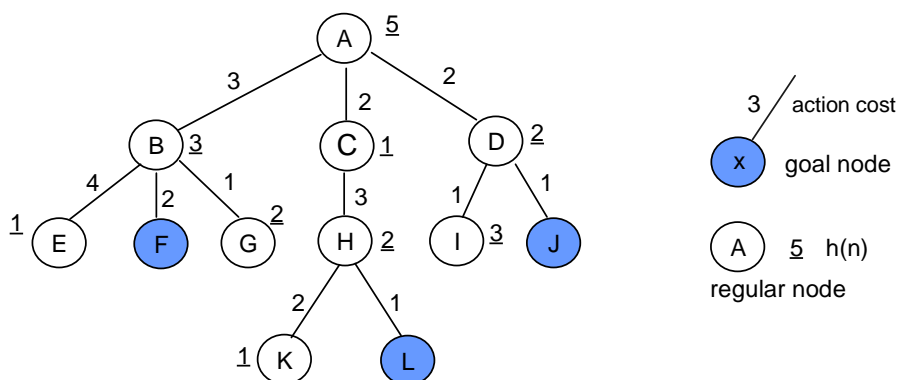 A 5
3 2 2
B 3 C 1 D 2
4 2 1 3 1 1
1 E F G 2 H 2 I 3 J
2 1
1 K L
3 action cost
x goal node
A 5 h(n)
regular node